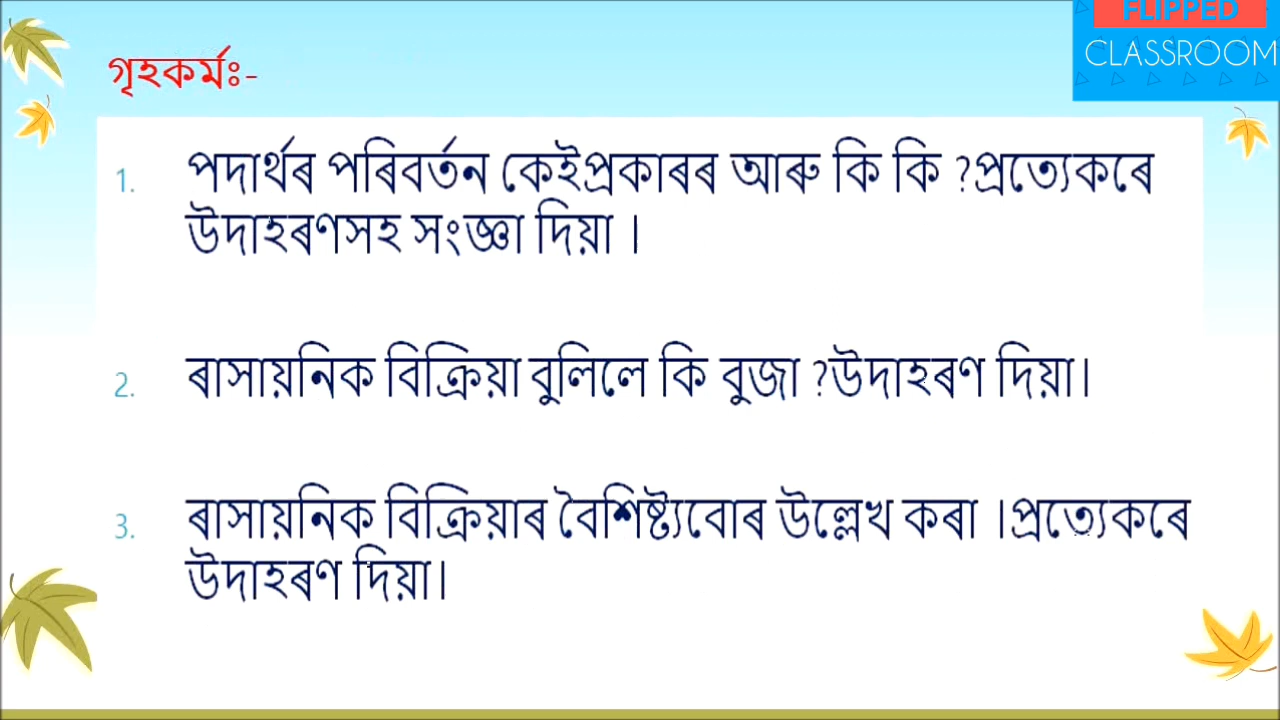 FLIPPED
CLASSROOM
গৃহকৰ্মঃ-
1. পদাৰ্থৰ পৰিবৰ্তন কেইপ্ৰকাৰৰ আৰু কি কি ?প্ৰত্যেকৰে
উদাহৰণসহ সংজ্ঞা দিয়া ।
2. ৰাসায়নিক বিক্ৰিয়া বুলিলে কি বুজা ?উদাহৰণ দিয়া।
3. ৰাসায়নিক বিক্ৰিয়াৰ বৈশিষ্ট্যবোৰ উল্লেখ কৰা ।প্ৰত্যেকৰে
উদাহৰণ দিয়া।